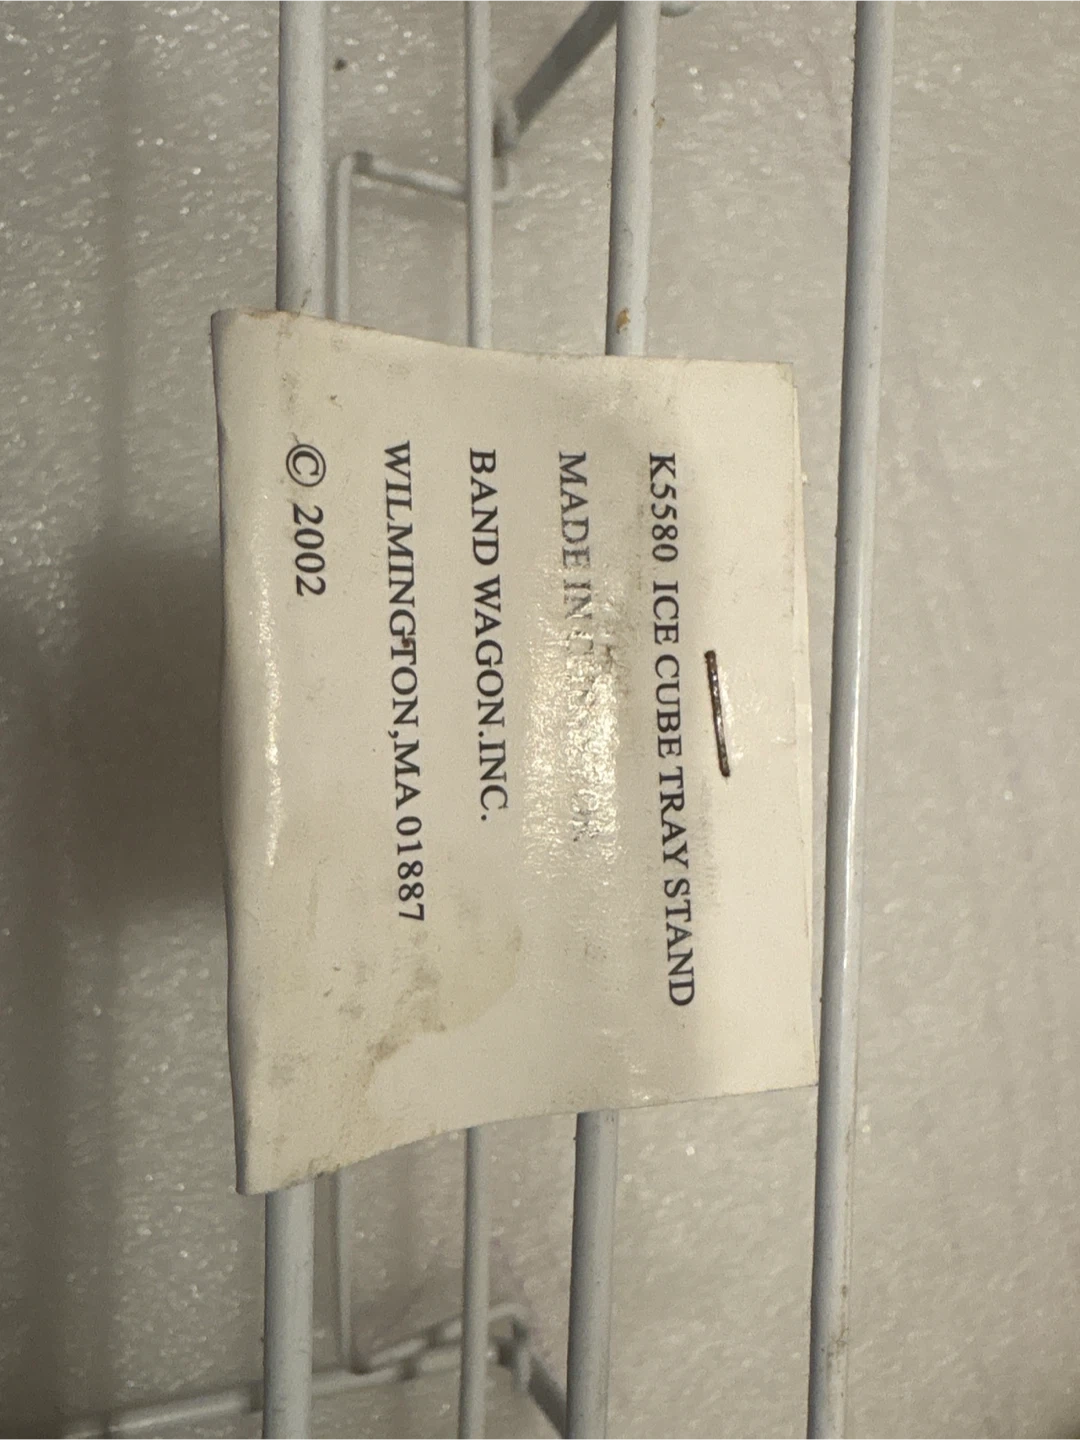 K5580 ICE CUBE TRAY STAND
MADE IN
BAND WAGON.INC.
WILMINGTON,MA 01887
© 2002